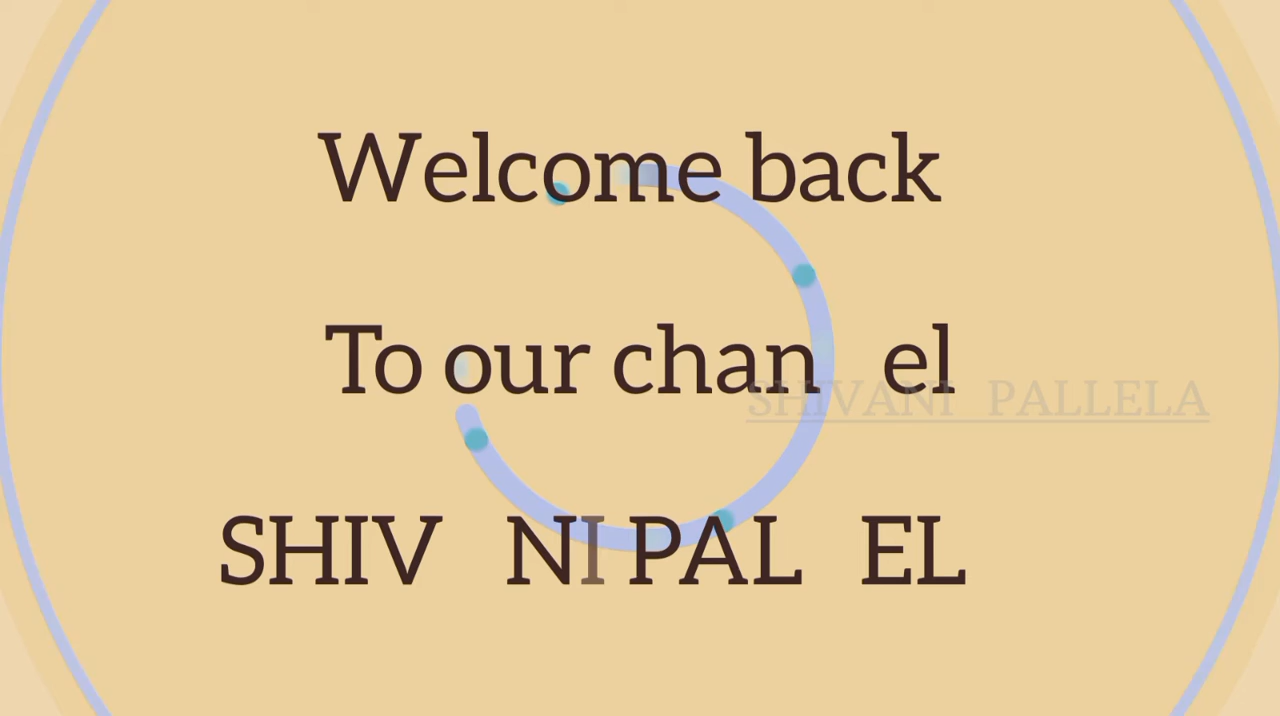 Welcome back
To our chan el
SHIVANI PALLELA
SHIV NI PAL EL